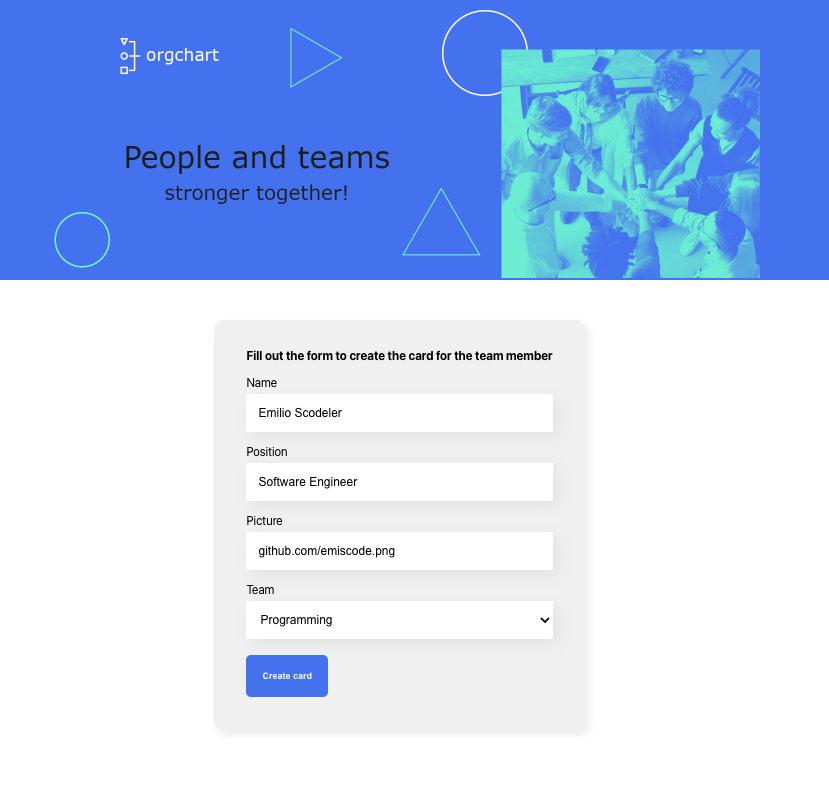 orgchart
People and teams
stronger together!
Fill out the form to create the card for the team member
Name
Emilio Scodeler
Position
Software Engineer
Picture
github.com/emiscode.png
Team
Programming
Create card